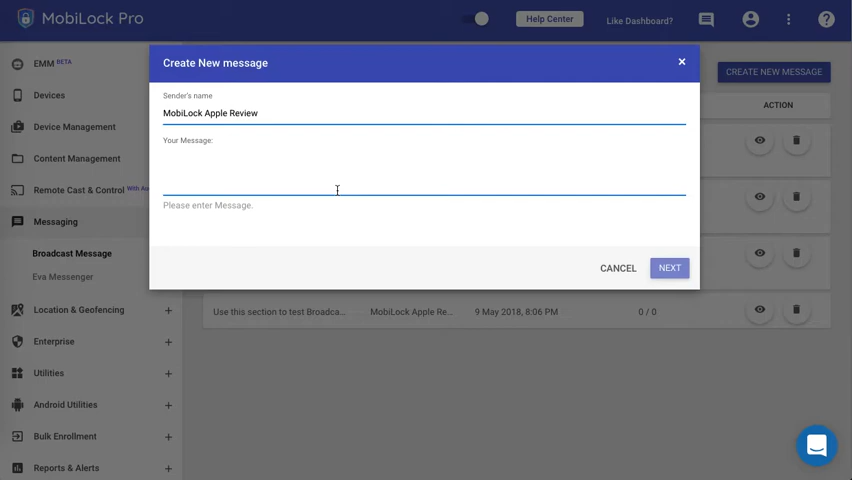 MobiLock Pro
Help Center
Like Dashboard?
EMM BETA
Devices
Device Management
Content Management
Remote Cast & Control
Messaging
Broadcast Message
Eva Messenger
Location & Geofencing
Enterprise
Utilities
Android Utilities
Bulk Enrollment
Reports & Alerts
Create New message
Sender's name
MobiLock Apple Review
Your Message:
Please enter Message.
CANCEL
NEXT
CREATE NEW MESSAGE
ACTION
Use this section to test Broadca... MobiLock Apple Re... 9 May 2018, 8:06 PM 0 / 0